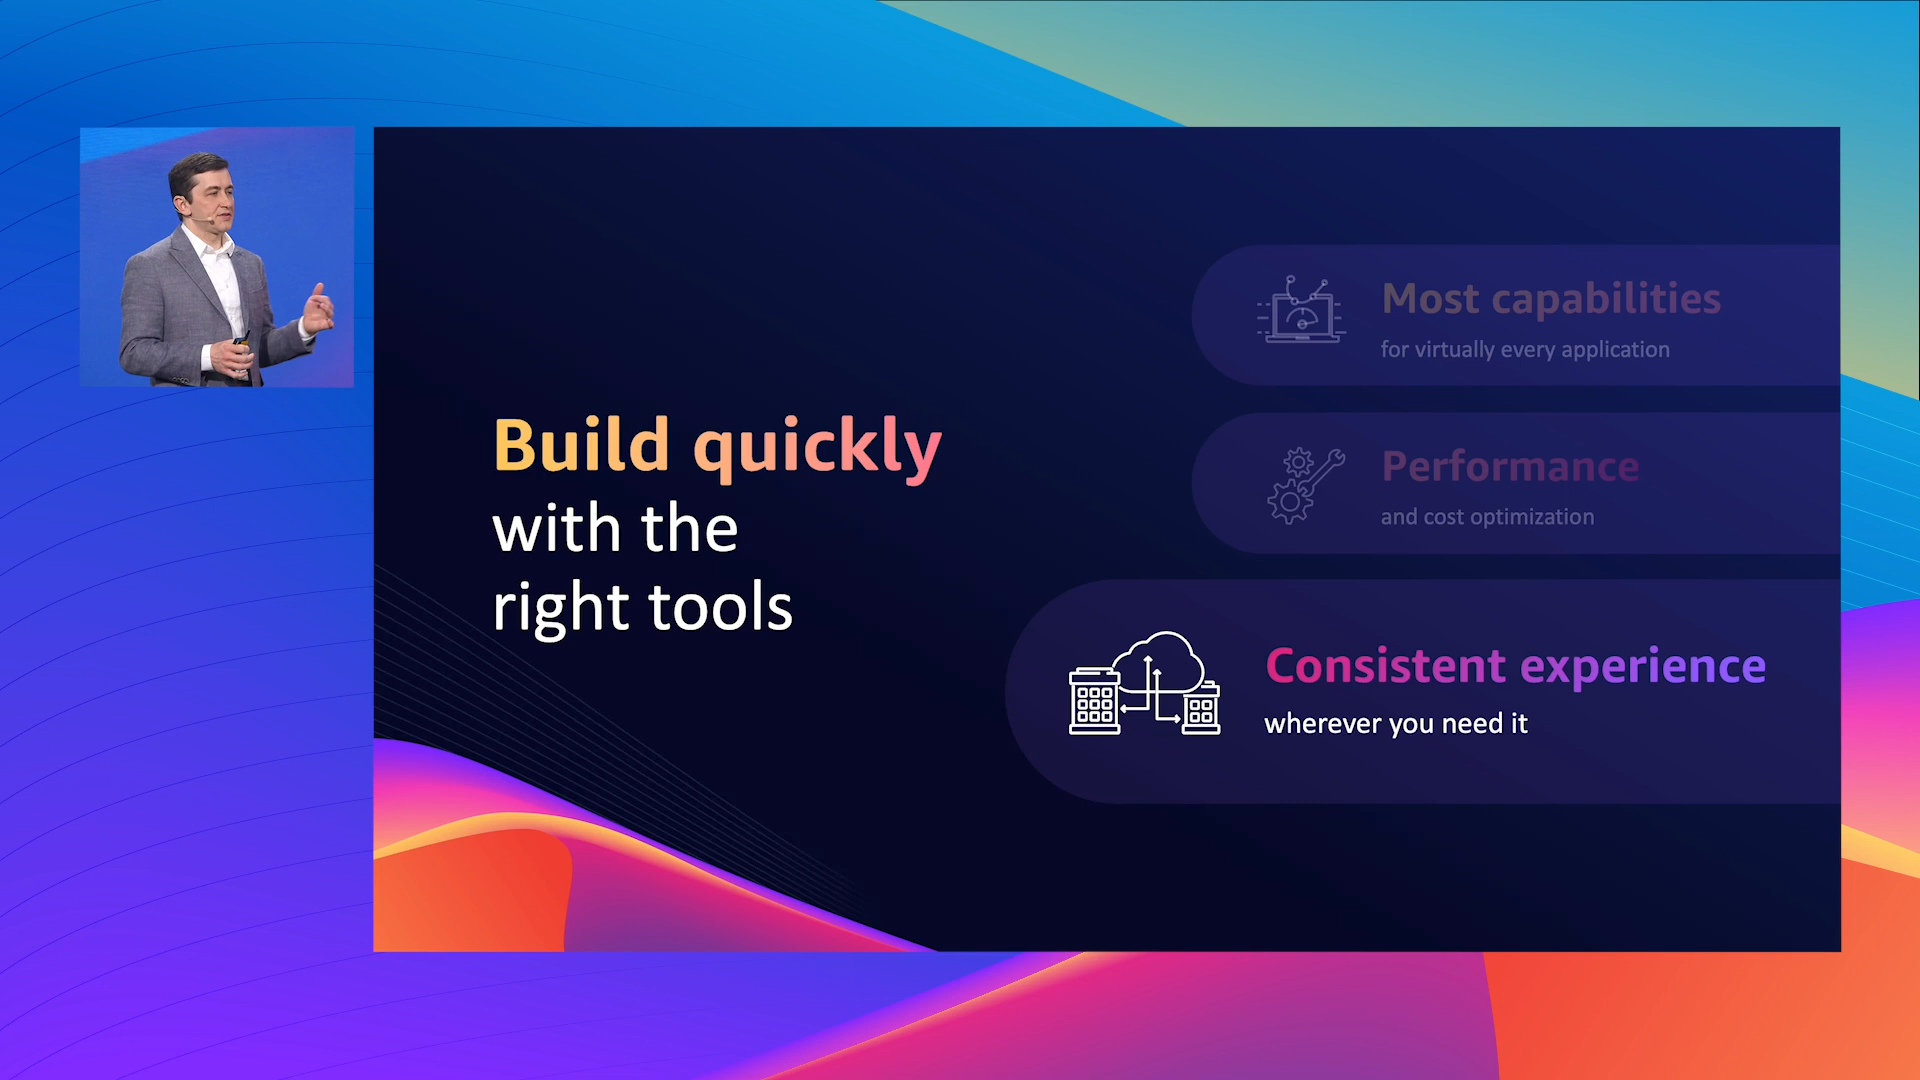 Build quickly
with the
right tools
Most capabilities
for virtually every application
Performance
and cost optimization
Consistent experience
wherever you need it